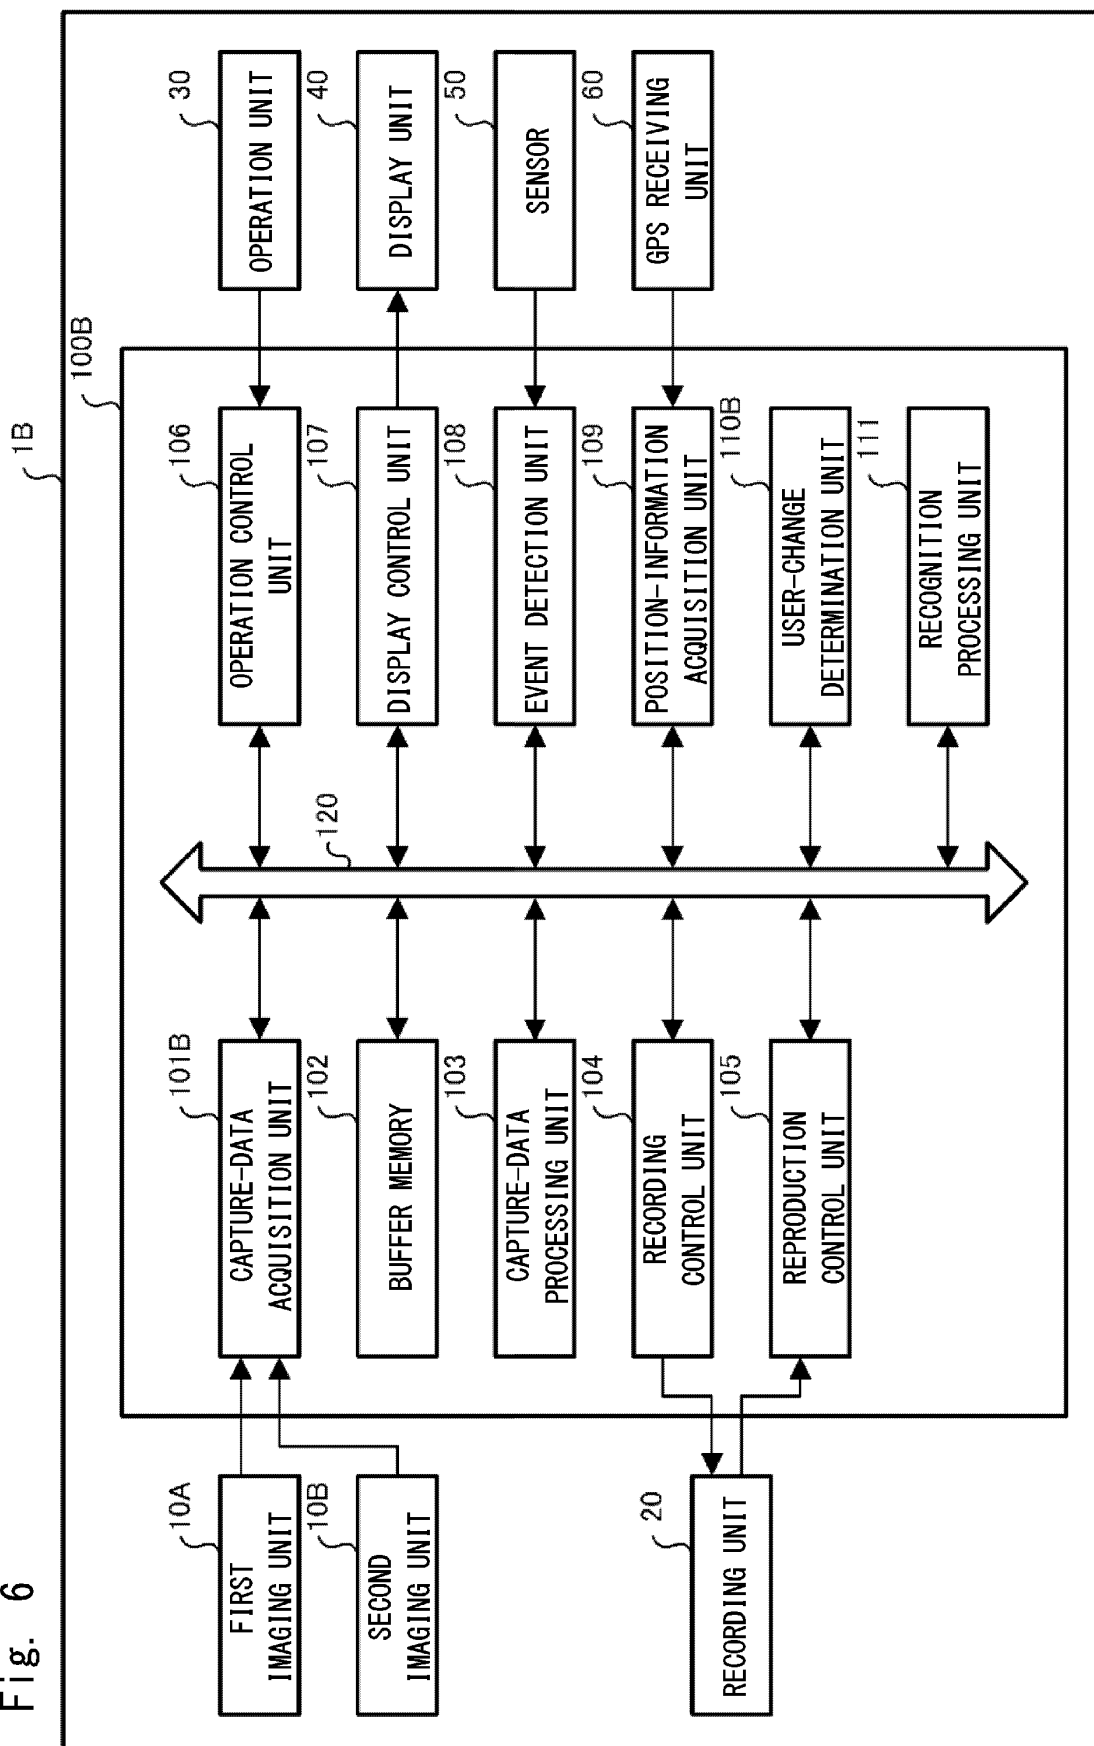 Fig. 6
1B
100B
10A
FIRST
IMAGING UNIT
10B
SECOND
IMAGING UNIT
20
RECORDING UNIT
101B
CAPTURE-DATA
ACQUISITION UNIT
102
BUFFER MEMORY
103
CAPTURE-DATA
PROCESSING UNIT
104
RECORDING
CONTROL UNIT
105
REPRODUCTION
CONTROL UNIT
120
106
OPERATION CONTROL
UNIT
107
DISPLAY CONTROL UNIT
108
EVENT DETECTION UNIT
109
POSITION-INFORMATION
ACQUISITION UNIT
110B
USER-CHANGE
DETERMINATION UNIT
111
RECOGNITION
PROCESSING UNIT
30
OPERATION UNIT
40
DISPLAY UNIT
50
SENSOR
60
GPS RECEIVING
UNIT